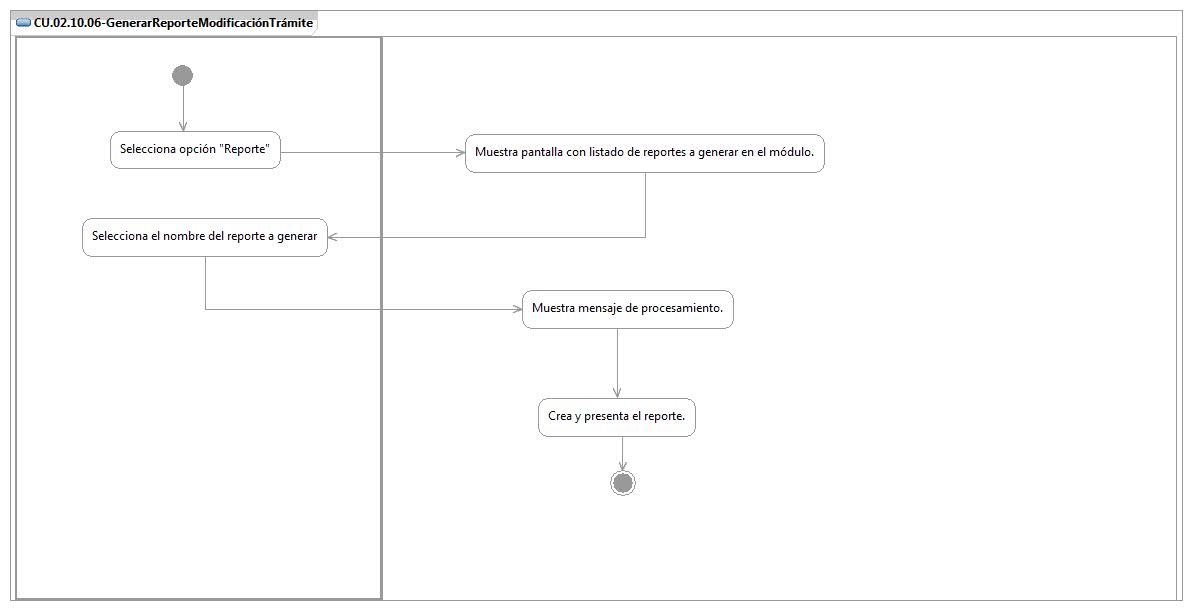 CU.02.10.06-GenerarReporteModificaciónTrámite
Selecciona opción "Reporte"
Muestra pantalla con listado de reportes a generar en el módulo.
Selecciona el nombre del reporte a generar
Muestra mensaje de procesamiento.
Crea y presenta el reporte.